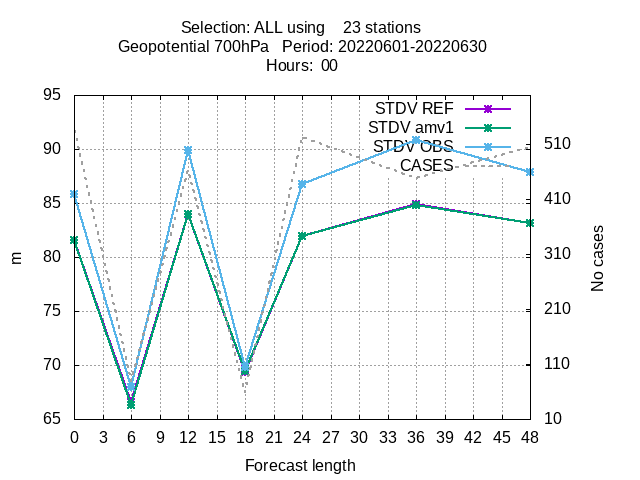 Selection: ALL using    23 stations
Geopotential 700hPa   Period: 20220601-20220630
Hours:  00
STDV REF
STDV amv1
STDV OBS
CASES
m
95
90
85
80
75
70
65
No cases
510
410
310
210
110
10
0 3 6 9 12 15 18 21 24 27 30 33 36 39 42 45 48
Forecast length